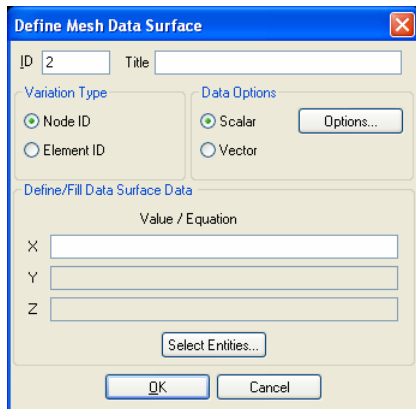 Define Mesh Data Surface
ID 2 Title
Variation Type Data Options
Node ID Scalar Options...
Element ID Vector
Define/Fill Data Surface Data
Value / Equation
X
Y
Z
Select Entities...
OK Cancel